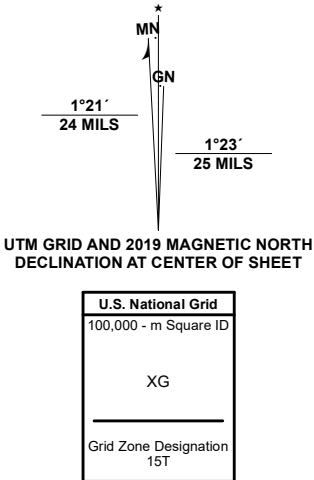 ★
MN
GN
1°21´
24 MILS
1°23´
25 MILS
UTM GRID AND 2019 MAGNETIC NORTH
DECLINATION AT CENTER OF SHEET
U.S. National Grid
100,000 - m Square ID
XG
Grid Zone Designation
15T